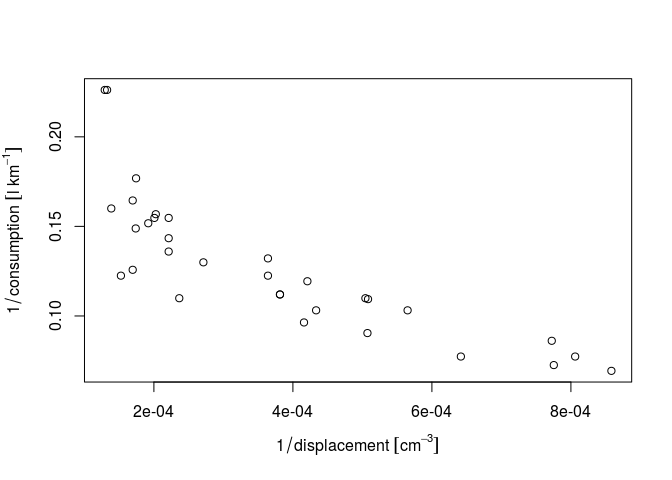 1/consumption [l km⁻¹]
0.20
0.15
0.10
2e-04 4e-04 6e-04 8e-04
1/displacement [cm⁻³]